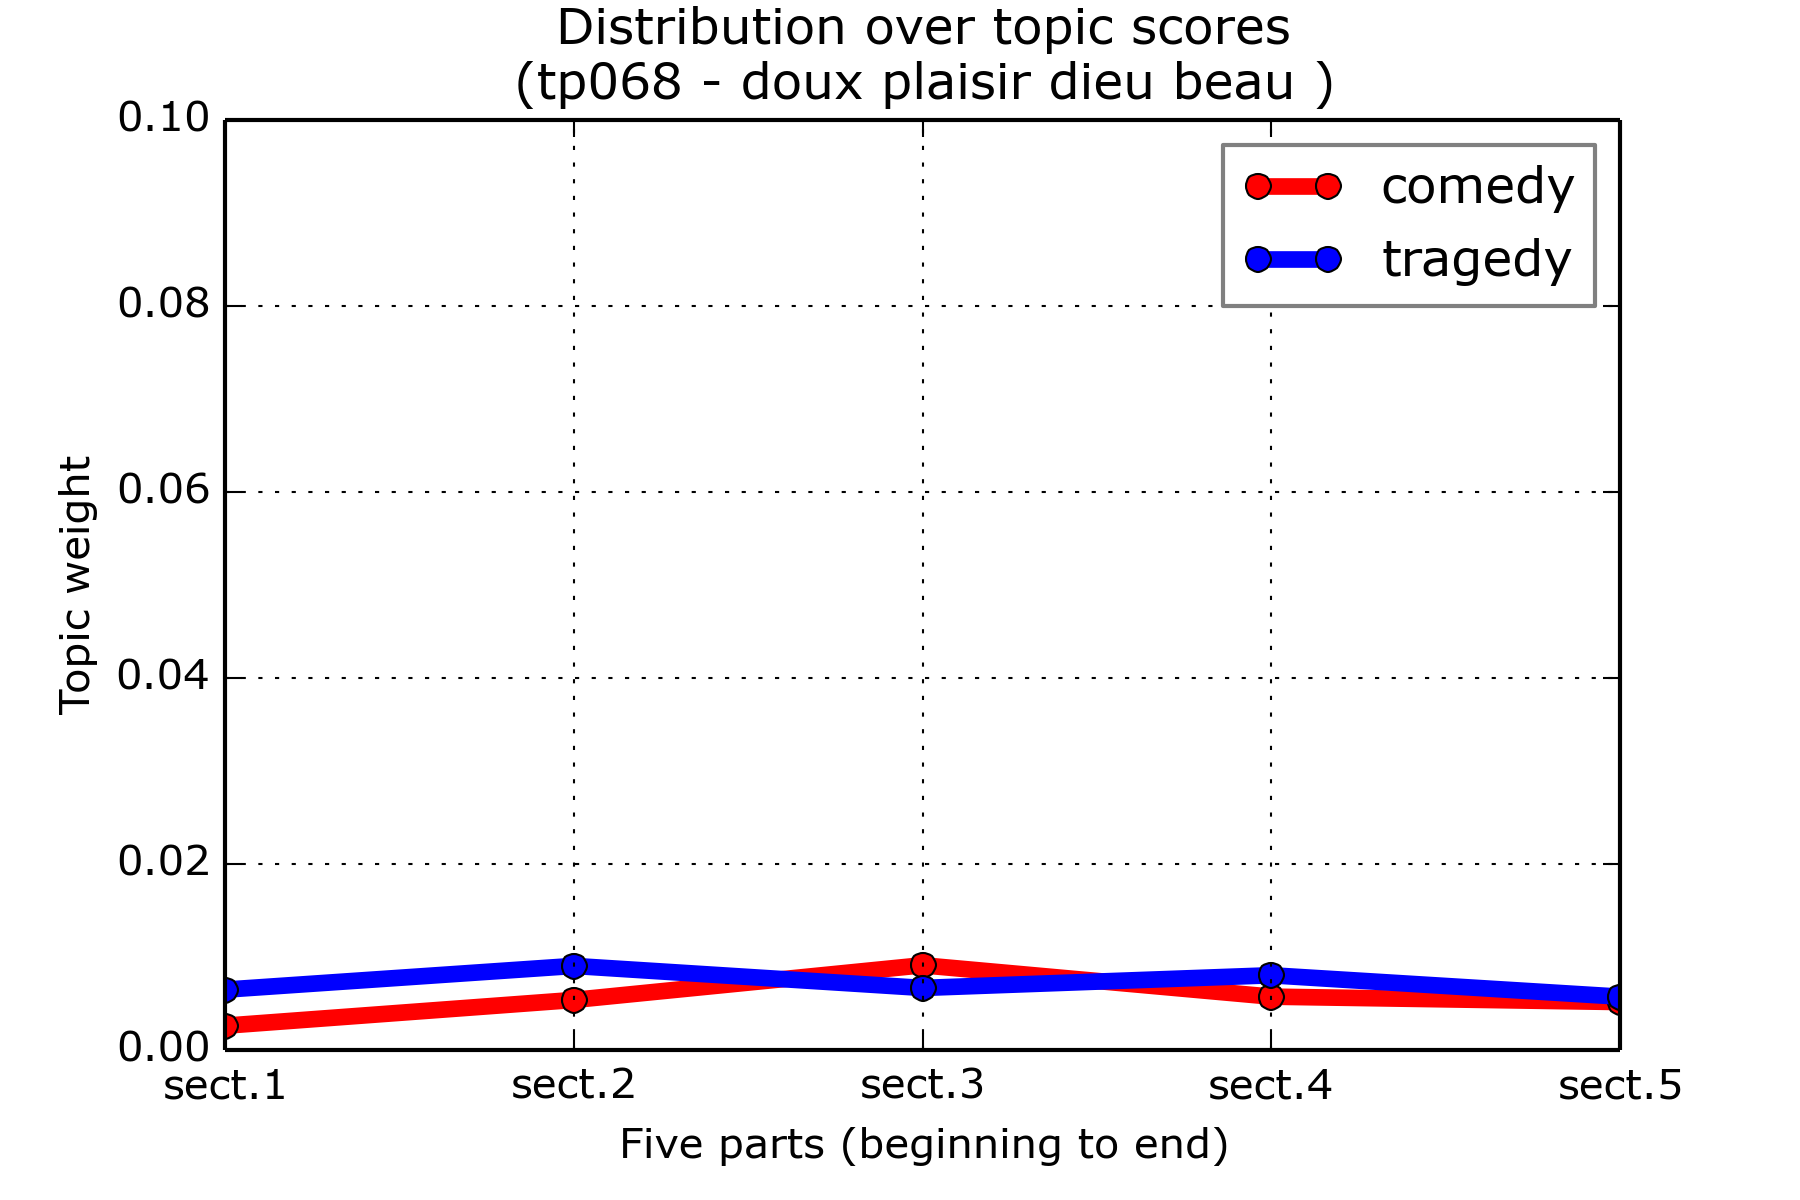 Distribution over topic scores
(tp068 - doux plaisir dieu beau )
0.10
0.08
0.06
0.04
0.02
0.00
Topic weight
comedy
tragedy
sect.1 sect.2 sect.3 sect.4 sect.5
Five parts (beginning to end)